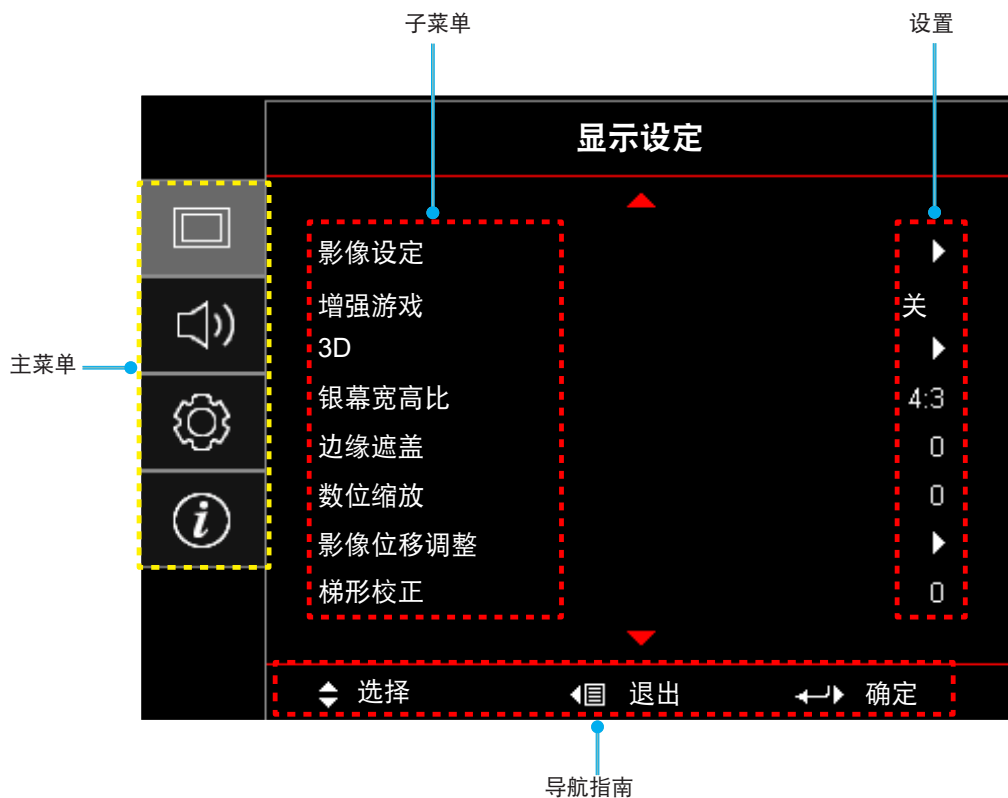 子菜单
设置
显示设定
影像设定
增强游戏 关
3D
主菜单
银幕宽高比 4:3
边缘遮盖 0
数位缩放 0
影像位移调整
梯形校正 0
选择 退出 确定
导航指南